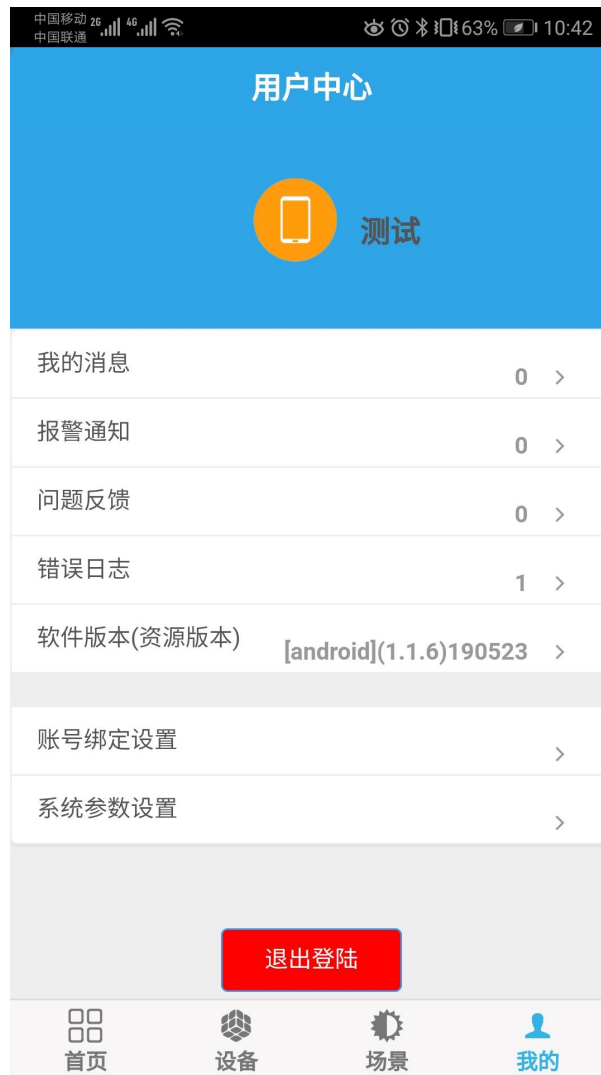 中国移动 2G 4G 63% 10:42
中国联通
用户中心
测试
我的消息 0
报警通知 0
问题反馈 0
错误日志 1
软件版本(资源版本) [android](1.1.6)190523
账号绑定设置
系统参数设置
退出登陆
首页 设备 场景 我的